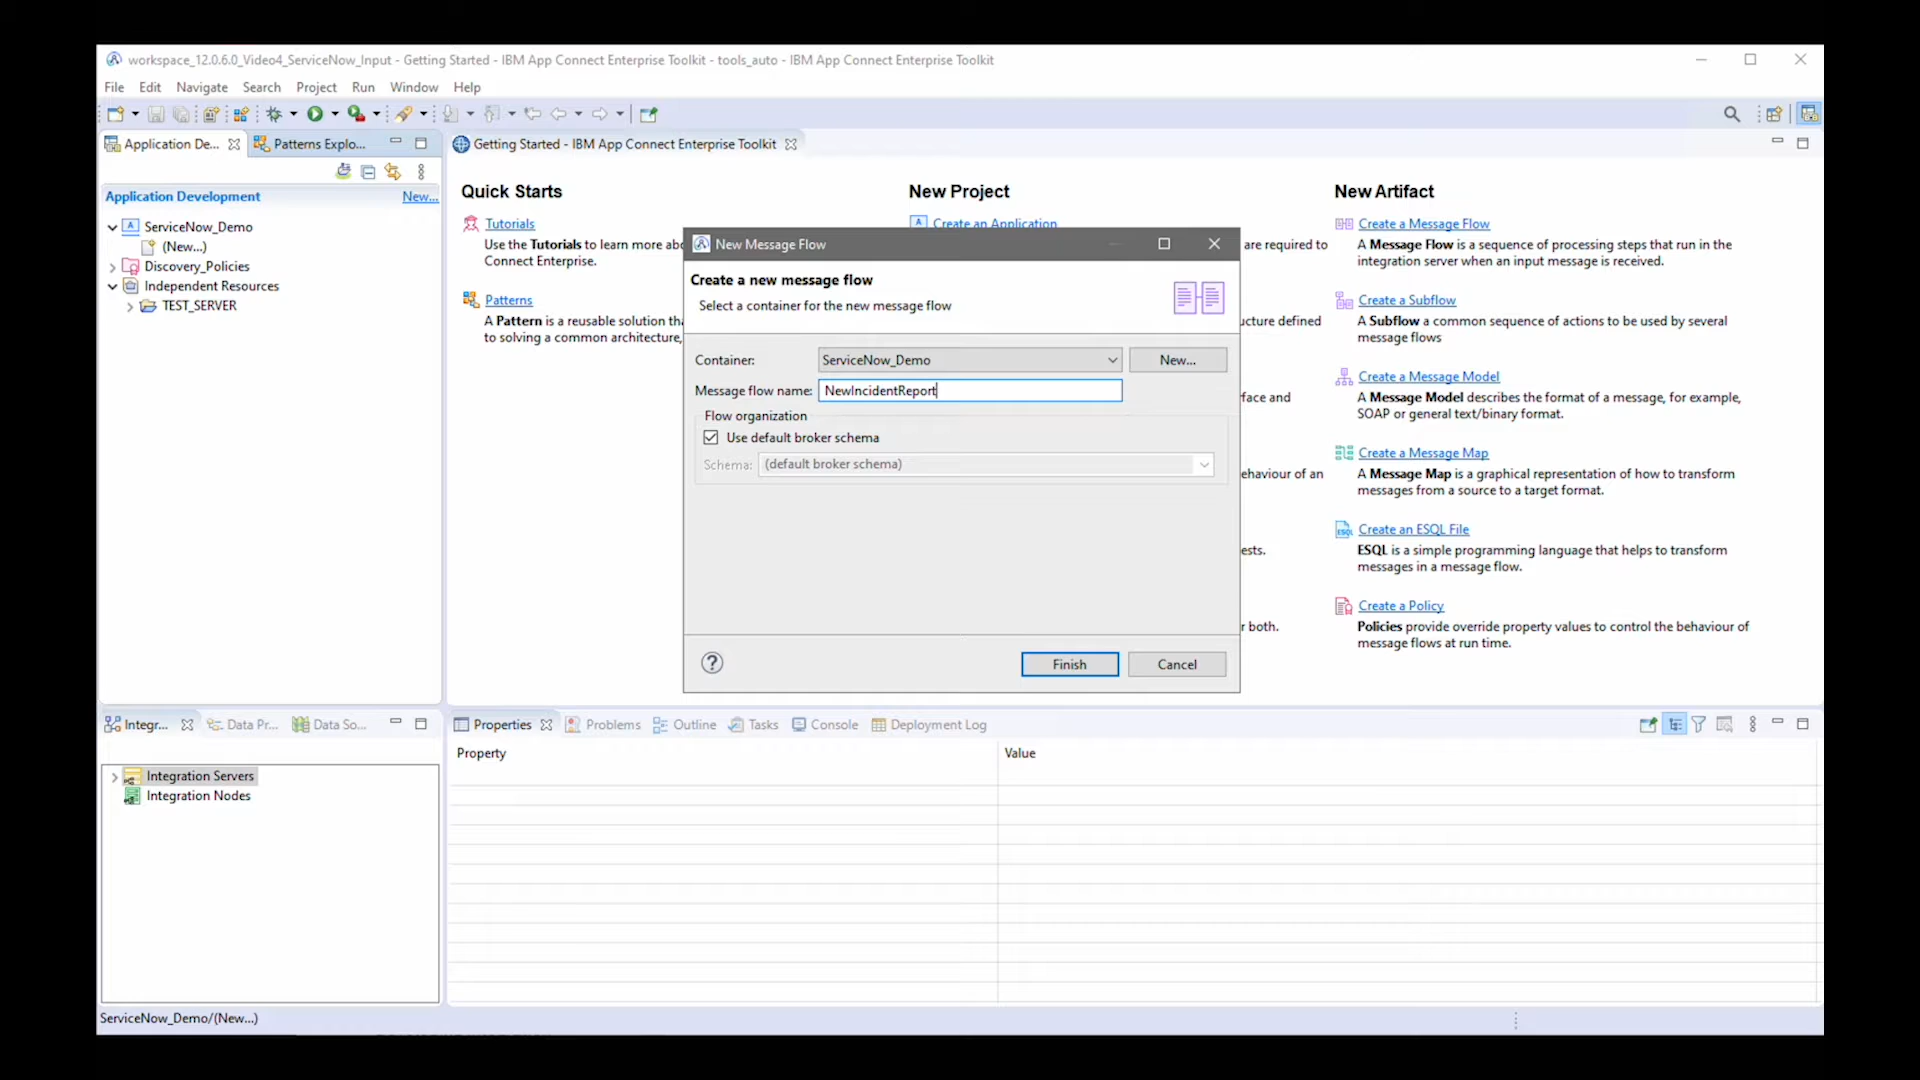 workspace_12.0.6.0_Video4_ServiceNow_Input - Getting Started - IBM App Connect Enterprise Toolkit - tools_auto - IBM App Connect Enterprise Toolkit
File Edit Navigate Search Project Run Window Help
Application De... Patterns Explo...
Getting Started - IBM App Connect Enterprise Toolkit
Application Development New...
ServiceNow_Demo
(New...)
Discovery_Policies
Independent Resources
TEST_SERVER
Quick Starts
Tutorials
Use the Tutorials to learn more abo
Connect Enterprise.
Patterns
A Pattern is a reusable solution tha
to solving a common architecture,
New Project
Create an Application
are required to
ucture defined
face and
ehaviour of an
ests.
r both.
New Artifact
Create a Message Flow
A Message Flow is a sequence of processing steps that run in the
integration server when an input message is received.
Create a Subflow
A Subflow a common sequence of actions to be used by several
message flows
Create a Message Model
A Message Model describes the format of a message, for example,
SOAP or general text/binary format.
Create a Message Map
A Message Map is a graphical representation of how to transform
messages from a source to a target format.
Create an ESQL File
ESQL is a simple programming language that helps to transform
messages in a message flow.
Create a Policy
Policies provide override property values to control the behaviour of
message flows at run time.
New Message Flow
Create a new message flow
Select a container for the new message flow
Container: ServiceNow_Demo New...
Message flow name: NewIncidentReport
Flow organization
Use default broker schema
Schema: (default broker schema)
Finish Cancel
Integr... Data Pr... Data So...
Integration Servers
Integration Nodes
Properties Problems Outline Tasks Console Deployment Log
Property Value
ServiceNow_Demo/(New...)